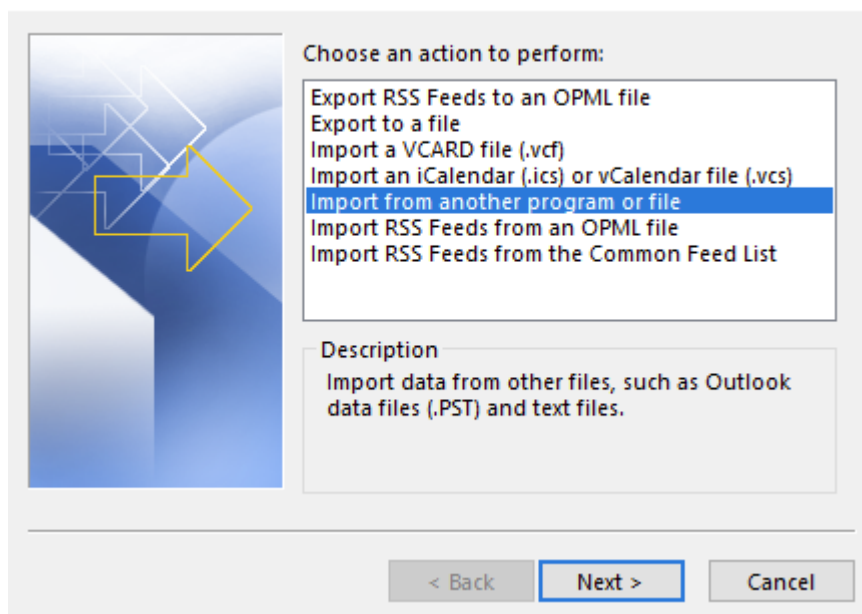 Choose an action to perform:
Export RSS Feeds to an OPML file
Export to a file
Import a VCARD file (.vcf)
Import an iCalendar (.ics) or vCalendar file (.vcs)
Import from another program or file
Import RSS Feeds from an OPML file
Import RSS Feeds from the Common Feed List
Description
Import data from other files, such as Outlook
data files (.PST) and text files.
< Back
Next >
Cancel